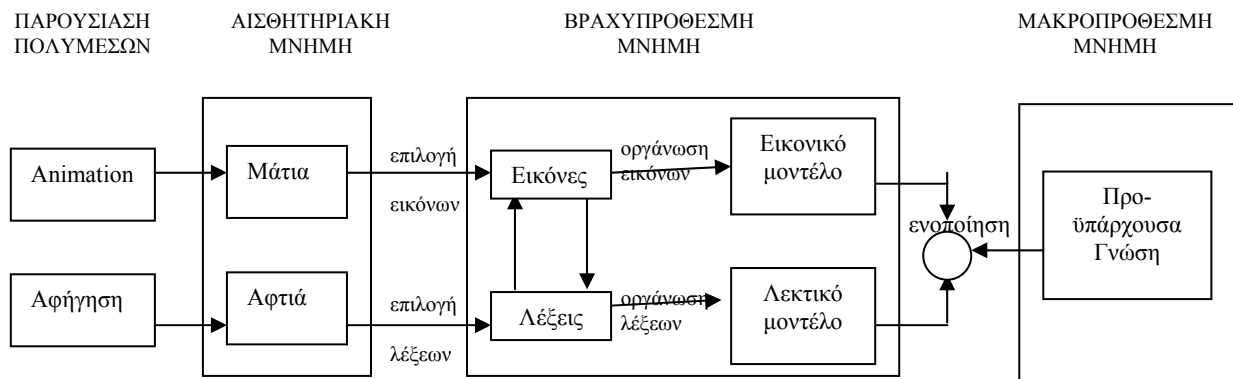 ΠΑΡΟΥΣΙΑΣΗ
ΠΟΛΥΜΕΣΩΝ
ΑΙΣΘΗΤΗΡΙΑΚΗ
ΜΝΗΜΗ
ΒΡΑΧΥΠΡΟΘΕΣΜΗ
ΜΝΗΜΗ
ΜΑΚΡΟΠΡΟΘΕΣΜΗ
ΜΝΗΜΗ
Animation
Μάτια
επιλογή
εικόνων
Εικόνες
οργάνωση
εικόνων
Εικονικό
μοντέλο
ενοποίηση
Προ-
ϋπάρχουσα
Γνώση
Αφήγηση
Αφτιά
επιλογή
λέξεων
Λέξεις
οργάνωση
λέξεων
Λεκτικό
μοντέλο